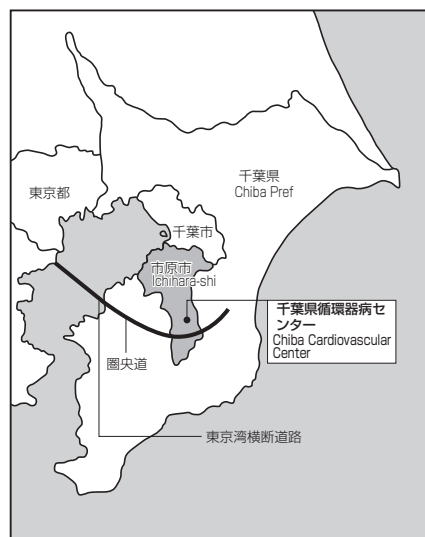 千葉県
Chiba Pref
東京都
千葉市
市原市
Ichihara-shi
千葉県循環器病セ
ンター
Chiba Cardiovascular
Center
圏央道
東京湾横断道路